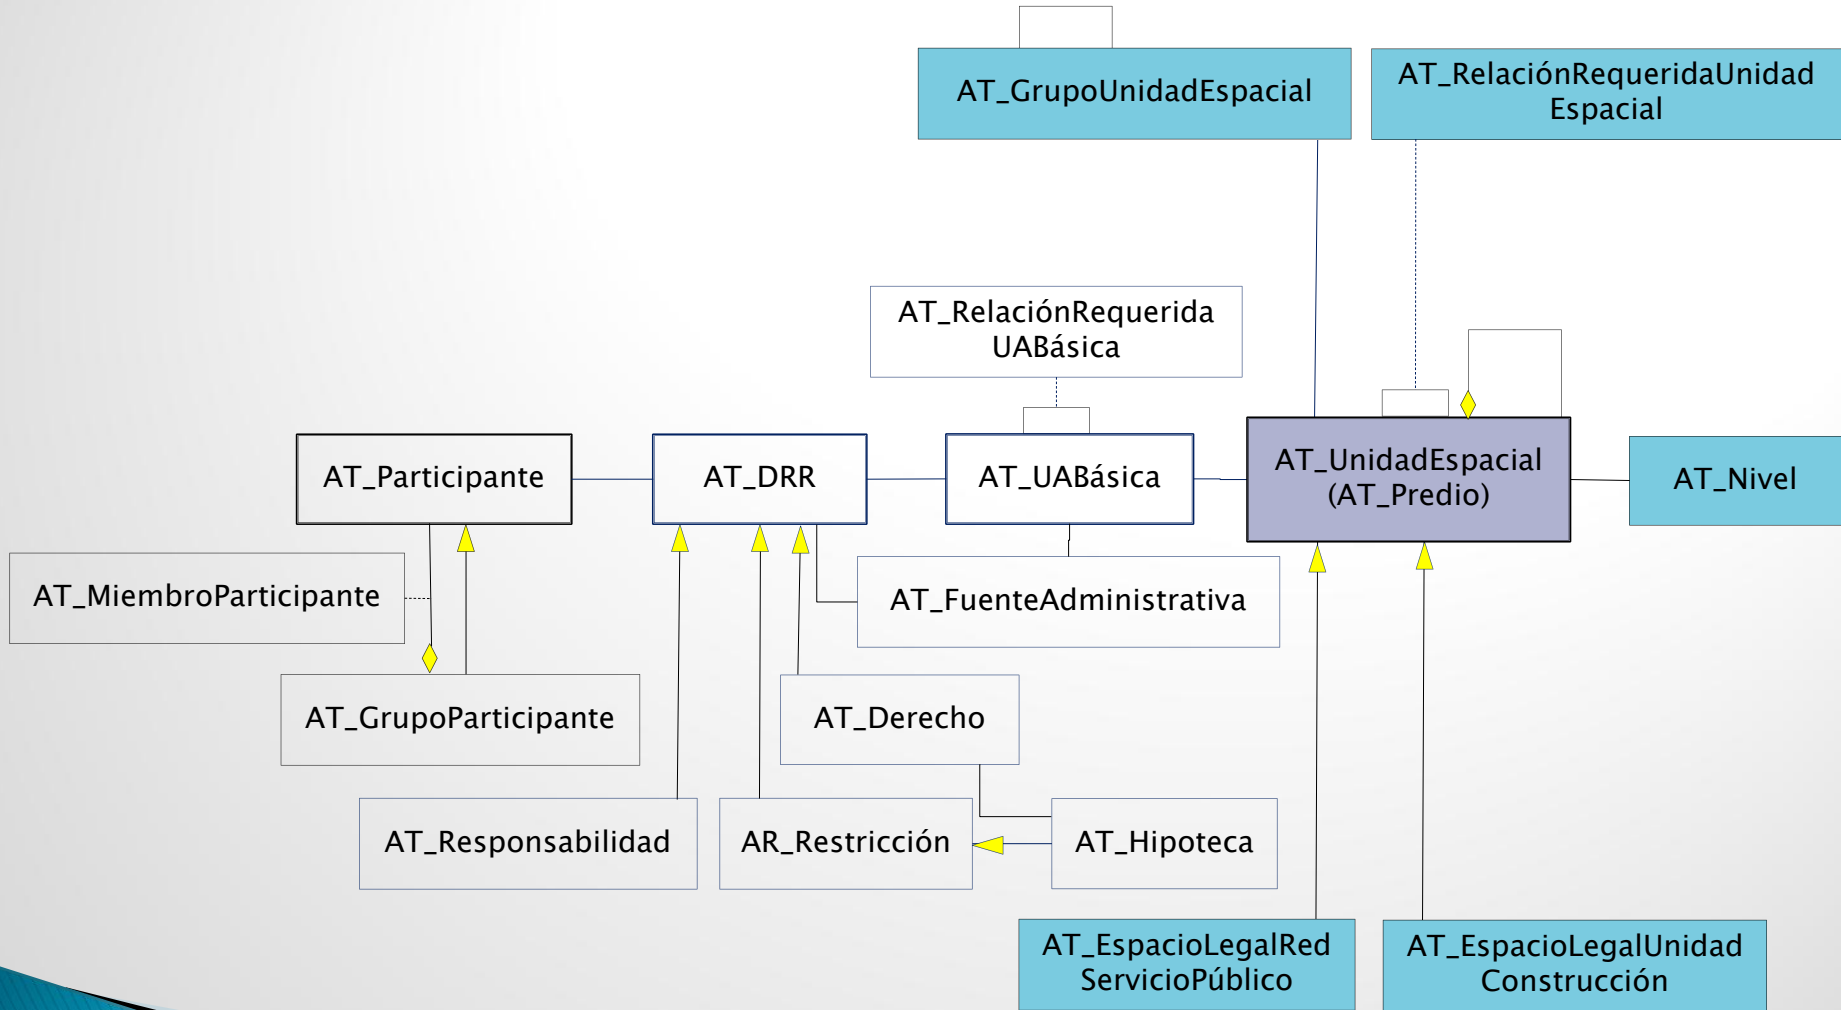 AT_GrupoUnidadEspacial
AT_RelaciónRequeridaUnidad
Espacial
AT_RelaciónRequerida
UABásica
AT_Participante
AT_DRR
AT_UABásica
AT_UnidadEspacial
(AT_Predio)
AT_Nivel
AT_MiembroParticipante
AT_FuenteAdministrativa
AT_GrupoParticipante
AT_Derecho
AT_Responsabilidad
AR_Restricción
AT_Hipoteca
AT_EspacioLegalRed
ServicioPúblico
AT_EspacioLegalUnidad
Construcción